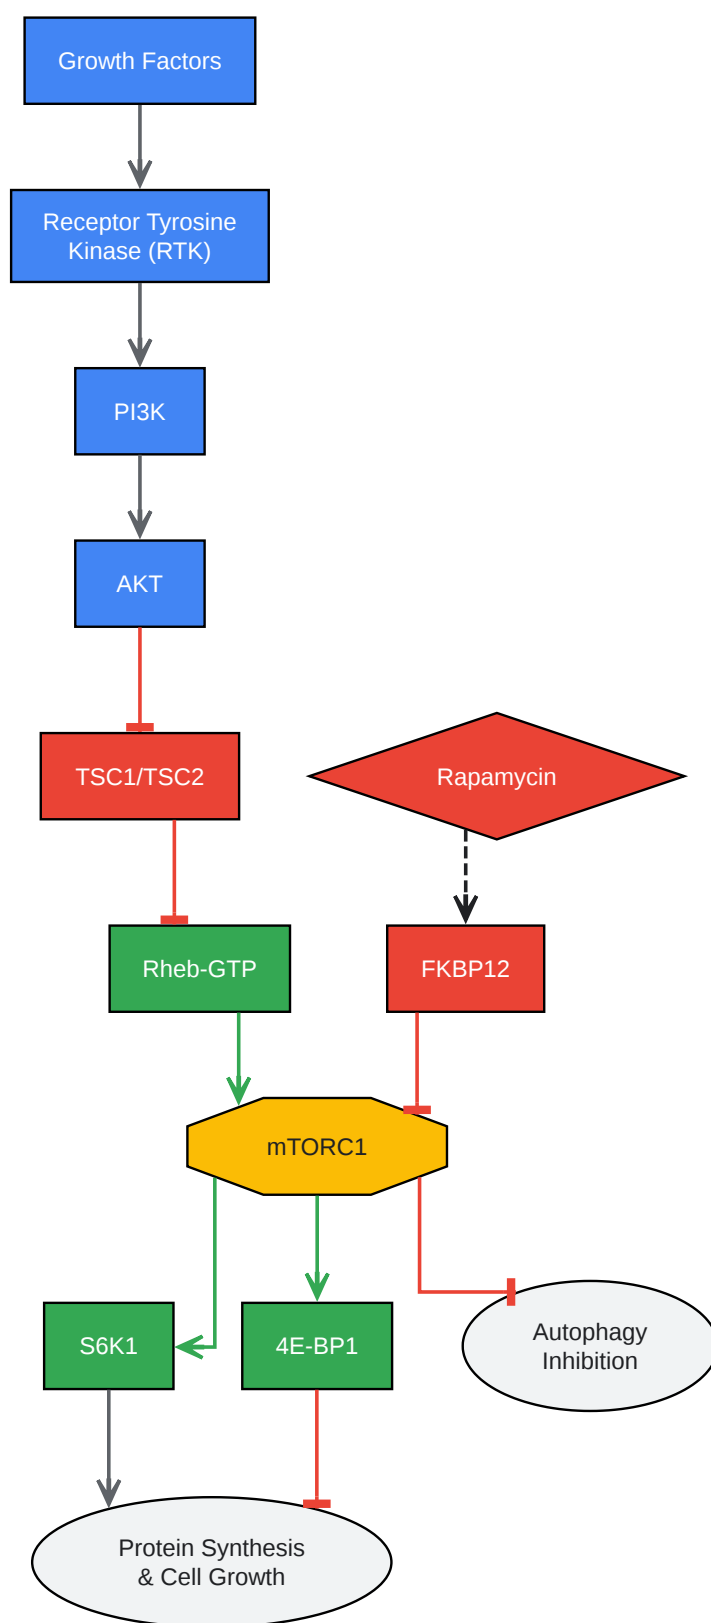 Growth Factors
Receptor Tyrosine
Kinase (RTK)
PI3K
AKT
TSC1/TSC2
Rapamycin
Rheb-GTP
FKBP12
mTORC1
S6K1
4E-BP1
Autophagy
Inhibition
Protein Synthesis
& Cell Growth